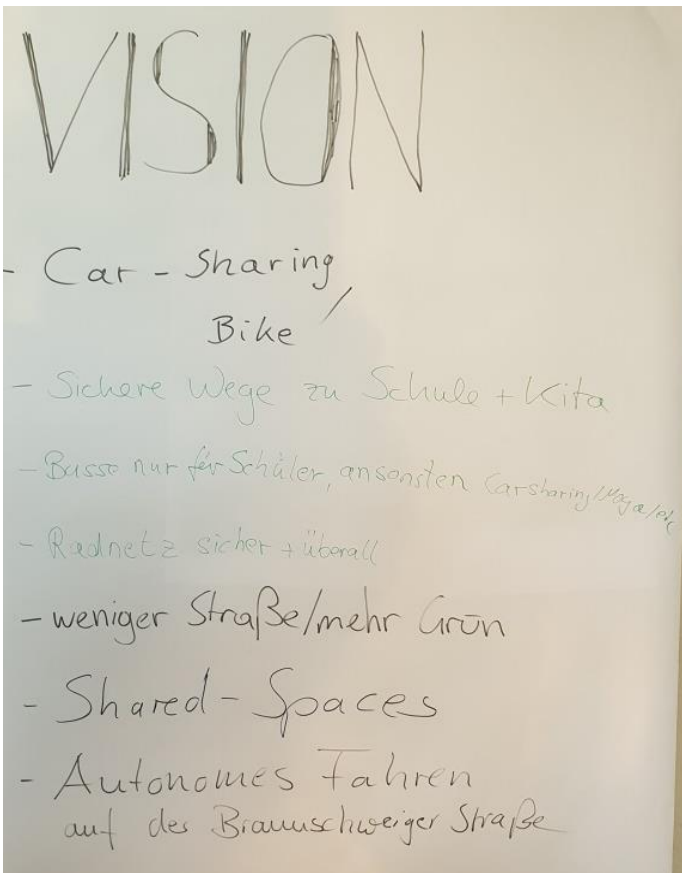 VISION
- Car - Sharing /
Bike
- Sichere Wege zu Schule + Kita
- Busse nur für Schüler, ansonsten Carsharing/
- Radnetz sicher + überall
- weniger Straße/mehr Grün
- Shared - Spaces
- Autonomes Fahren
auf der Braunschweiger Straße